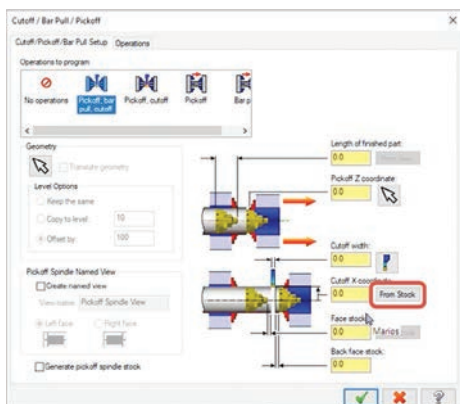 Cutoff / Bar Pull / Pickoff
Cutoff/Pickoff/Bar Pull Setup Operations
Operations to program
No operations
Pickoff, bar pull, cutoff
Pickoff, cutoff
Pickoff
Bar p
Geometry
Translate geometry
Level Options
Keep the same
Copy to level: 10
Offset by: 100
Pickoff Spindle Named View
Create named view
View name: Pickoff Spindle View
Left face Right face
Generate pickoff spindle stock
Length of finished part:
0.0
Pickoff Z coordinate:
0.0
Cutoff width:
0.0
Cutoff X coordinate:
0.0 From Stock
Face stock:
0.0 Marios
Back face stock:
0.0
?